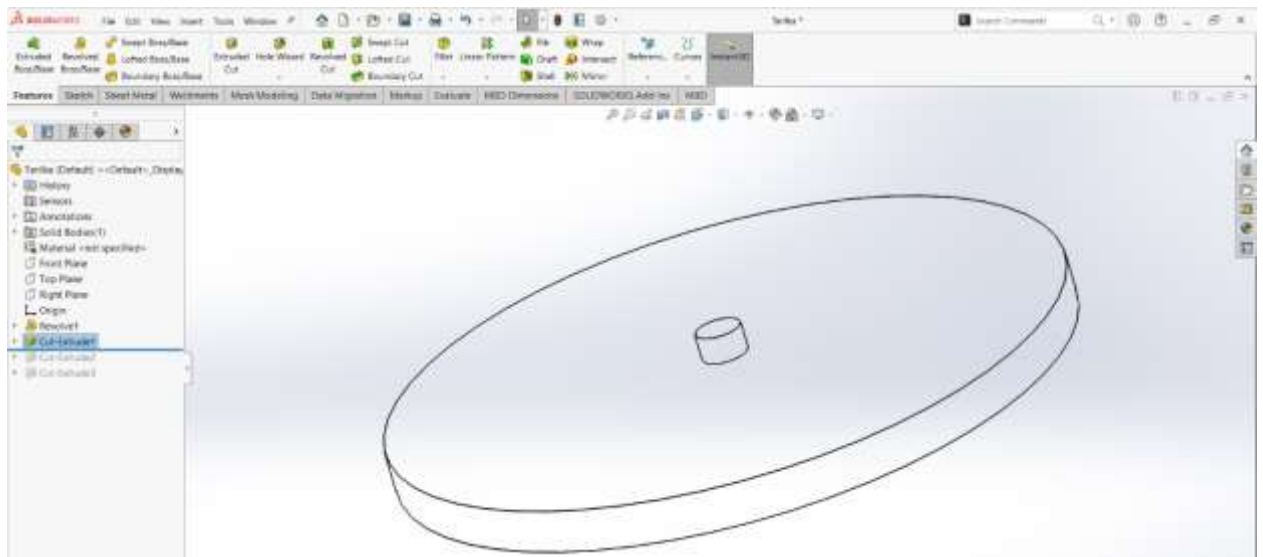 SOLIDWORKS File Edit View Insert Tools Window Tanika * Search Commands
Extruded Boss/Base Revolved Boss/Base Swept Boss/Base Lofted Boss/Base Boundary Boss/Base Extruded Cut Hole Wizard Revolved Cut Swept Cut Lofted Cut Boundary Cut Fillet Linear Pattern Rib Draft Shell Wrap Intersect Mirror Curves Instant3D
Features Sketch Sheet Metal Weldments Mesh Modeling Data Migration Markup Evaluate MBD Dimensions SOLIDWORKS Add-Ins MBD
History
Sensors
Annotations
Solid Bodies(1)
Material <not specified>
Front Plane
Top Plane
Right Plane
Origin
Revolve1
Cut-Extrude1
Cut-Extrude2
Cut-Extrude3